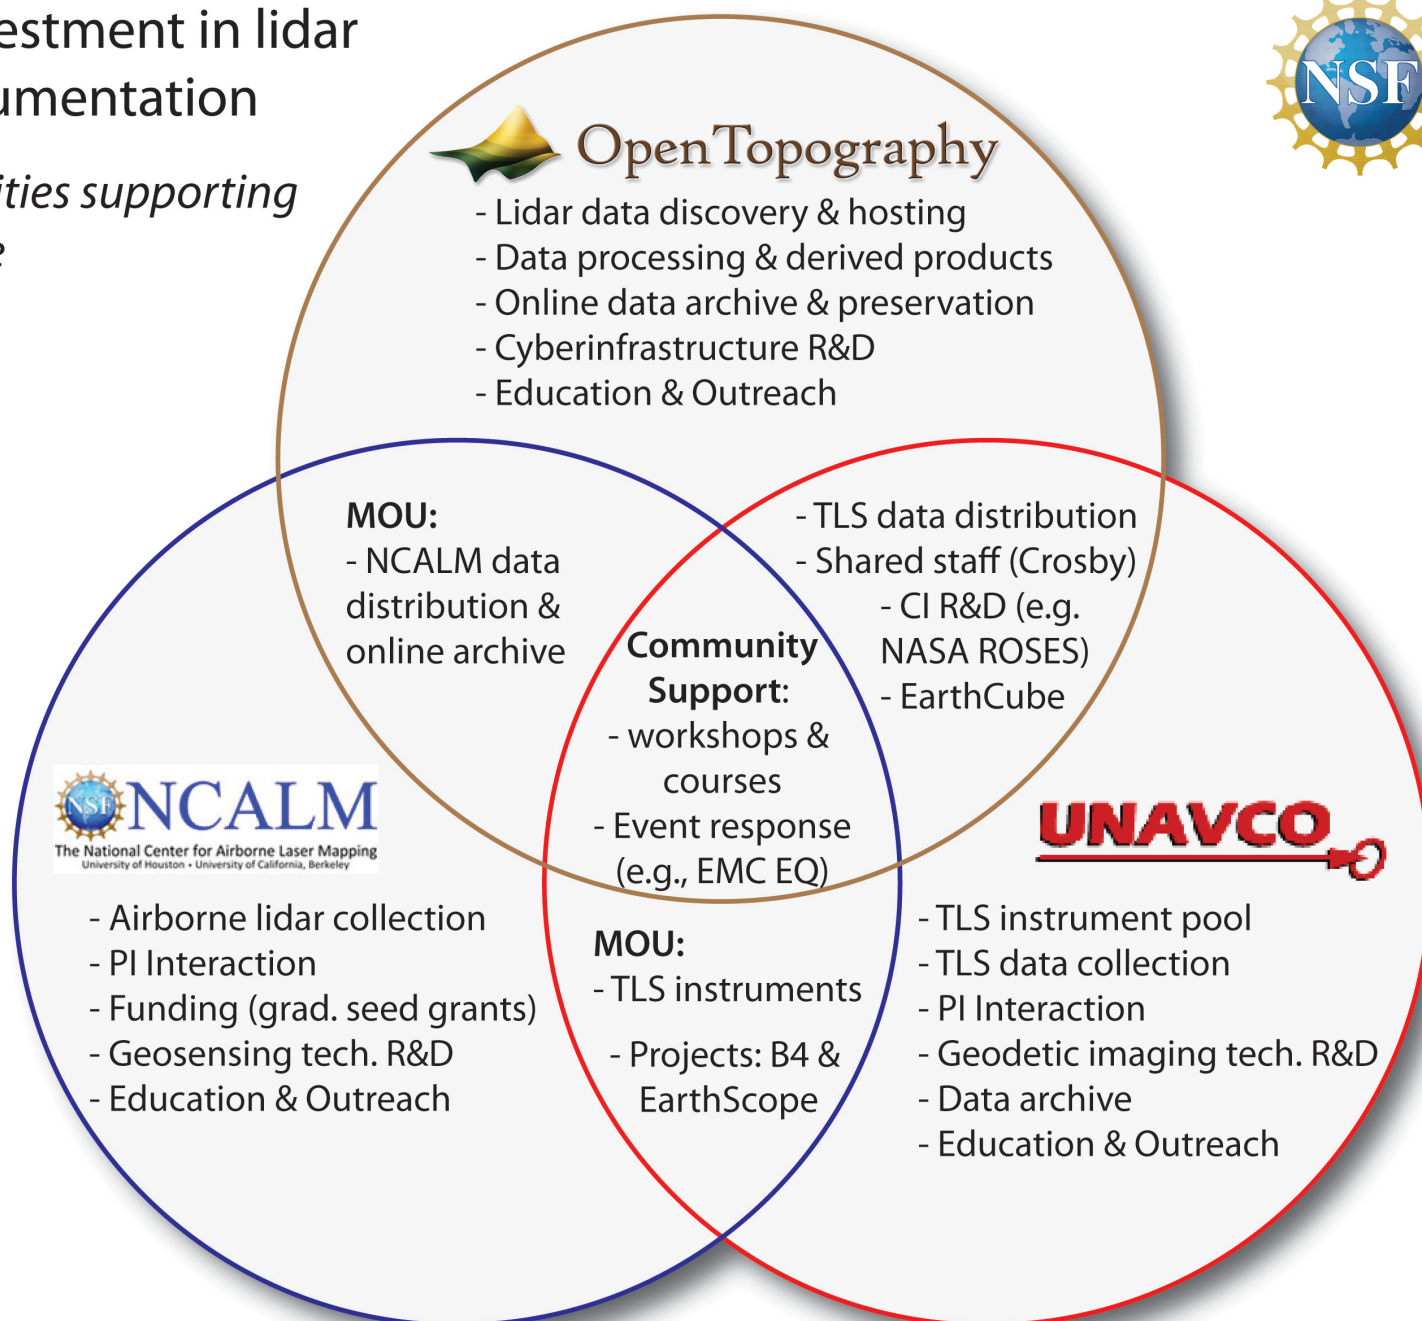 estment in lidar
umentation
ities supporting
NSF
OpenTopography
- Lidar data discovery & hosting
- Data processing & derived products
- Online data archive & preservation
- Cyberinfrastructure R&D
- Education & Outreach
MOU:
- NCALM data
distribution &
online archive
- TLS data distribution
- Shared staff (Crosby)
- CI R&D (e.g.
NASA ROSES)
- EarthCube
Community
Support:
- workshops &
courses
- Event response
(e.g., EMC EQ)
NSF NCALM
The National Center for Airborne Laser Mapping
University of Houston • University of California, Berkeley
- Airborne lidar collection
- PI Interaction
- Funding (grad. seed grants)
- Geosensing tech. R&D
- Education & Outreach
MOU:
- TLS instruments
- Projects: B4 &
EarthScope
UNAVCO
- TLS instrument pool
- TLS data collection
- PI Interaction
- Geodetic imaging tech. R&D
- Data archive
- Education & Outreach